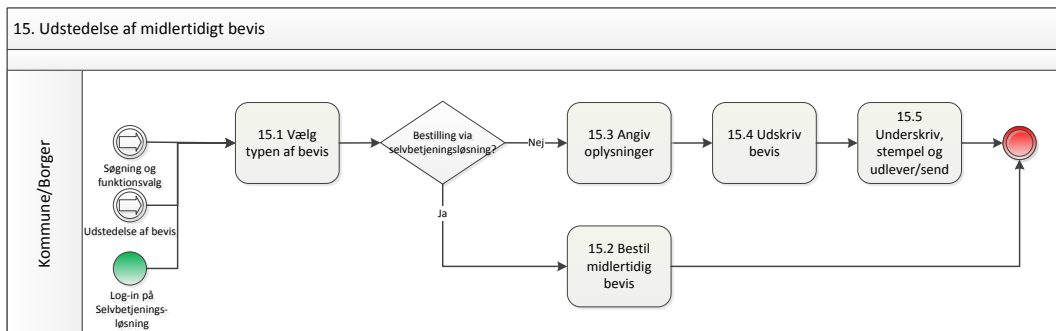 15. Udstedelse af midlertidigt bevis
Kommune/Borger
Søgning og
funktionsvalg
Udstedelse af bevis
Log-in på
Selvbetjenings-
løsning
15.1 Vælg
typen af bevis
Bestilling via
selvbetjeningsløsning?
Nej
Ja
15.3 Angiv
oplysninger
15.4 Udskriv
bevis
15.5
Underskriv,
stempel og
udlever/send
15.2 Bestil
midlertidig
bevis